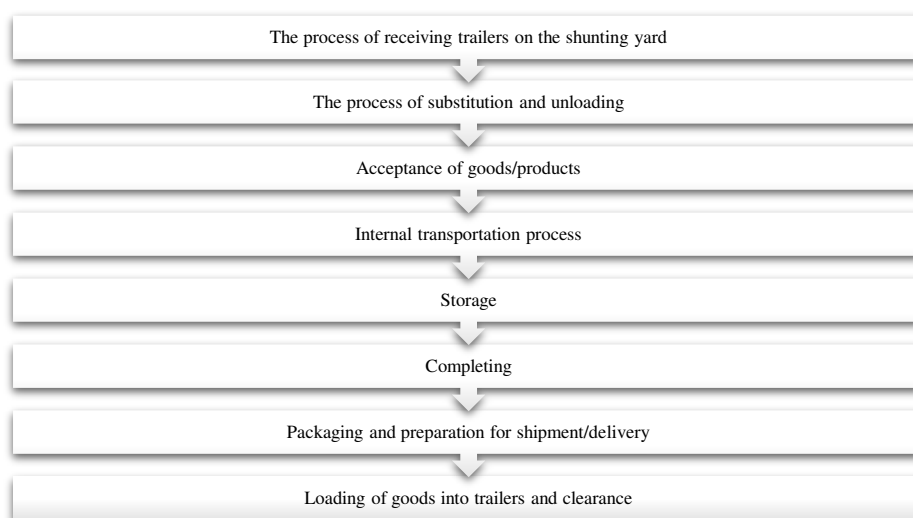 The process of receiving trailers on the shunting yard
The process of substitution and unloading
Acceptance of goods/products
Internal transportation process
Storage
Completing
Packaging and preparation for shipment/delivery
Loading of goods into trailers and clearance